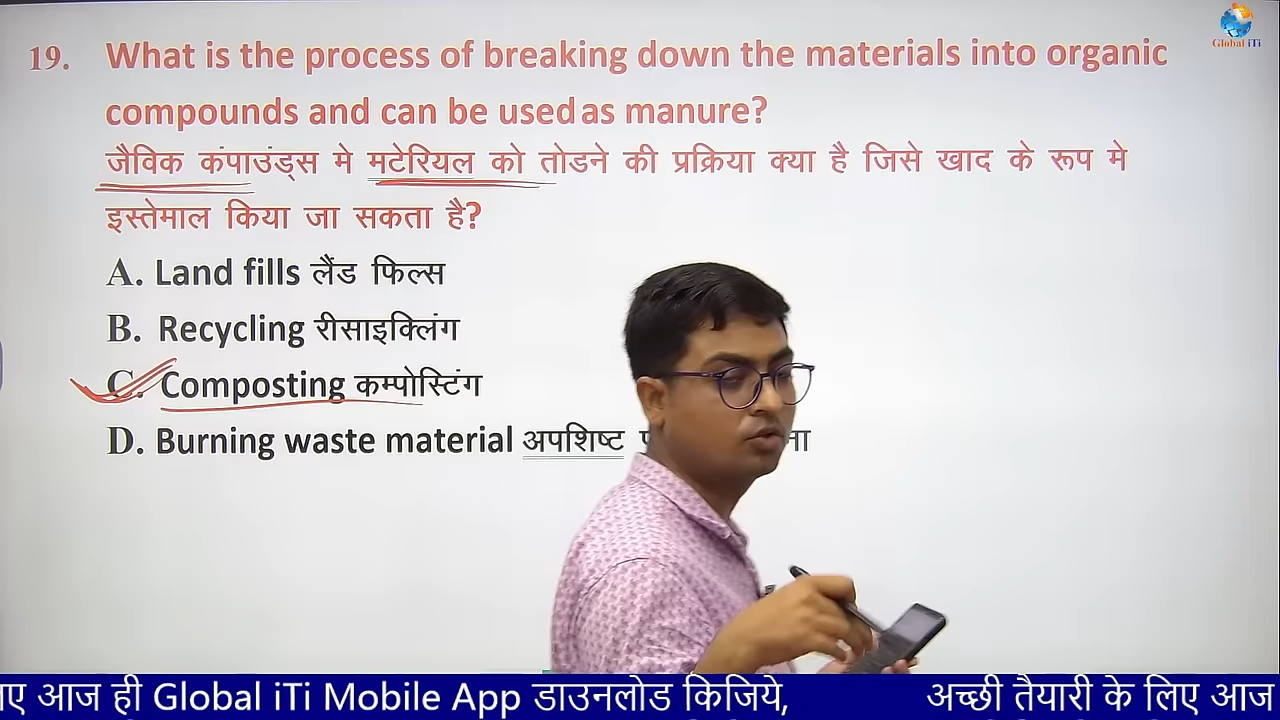 Global iTi
19. What is the process of breaking down the materials into organic
compounds and can be used as manure?
जैविक कंपाउंड्स मे मटेरियल को तोडने की प्रक्रिया क्या है जिसे खाद के रूप मे
इस्तेमाल किया जा सकता है?
A. Land fills लैंड फिल्स
B. Recycling रीसाइक्लिंग
C. Composting कम्पोस्टिंग
D. Burning waste material अपशिष्ट
आज ही Global iTi Mobile App डाउनलोड किजिये, अच्छी तैयारी के लिए आज